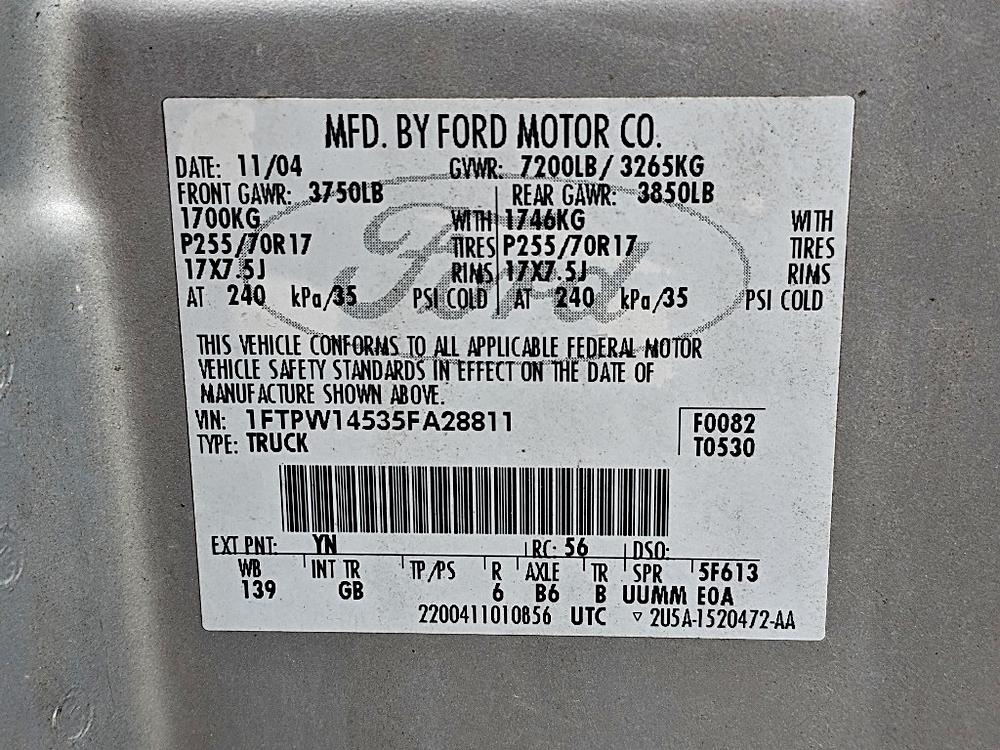 MFD. BY FORD MOTOR CO.
DATE: 11/04 GVWR: 7200LB/ 3265KG
FRONT GAWR: 3750LB REAR GAWR: 3850LB
1700KG WITH 1746KG WITH
P255/70R17 TIRES P255/70R17 TIRES
17X7.5J RIMS 17X7.5J RIMS
AT 240 kPa/35 PSI COLD AT 240 kPa/35 PSI COLD
Ford
THIS VEHICLE CONFORMS TO ALL APPLICABLE FEDERAL MOTOR
VEHICLE SAFETY STANDARDS IN EFFECT ON THE DATE OF
MANUFACTURE SHOWN ABOVE.
VIN: 1FTPW14535FA28811 F0082
TYPE: TRUCK T0530
EXT PNT: YN RC: 56 DSO:
WB INT TR TP/PS R AXLE TR SPR 5F613
139 GB 6 B6 B UUMM E0A
2200411010856 UTC ▽ 2U5A-1520472-AA